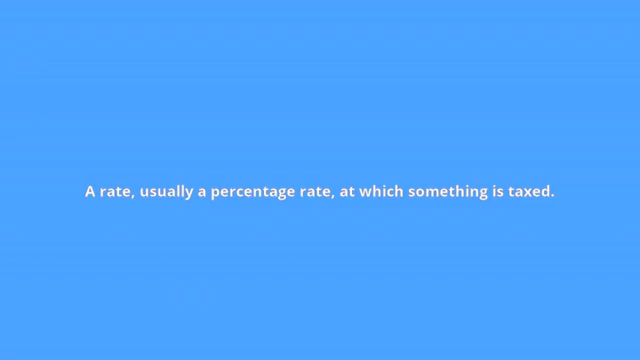 A rate, usually a percentage rate, at which something is taxed.